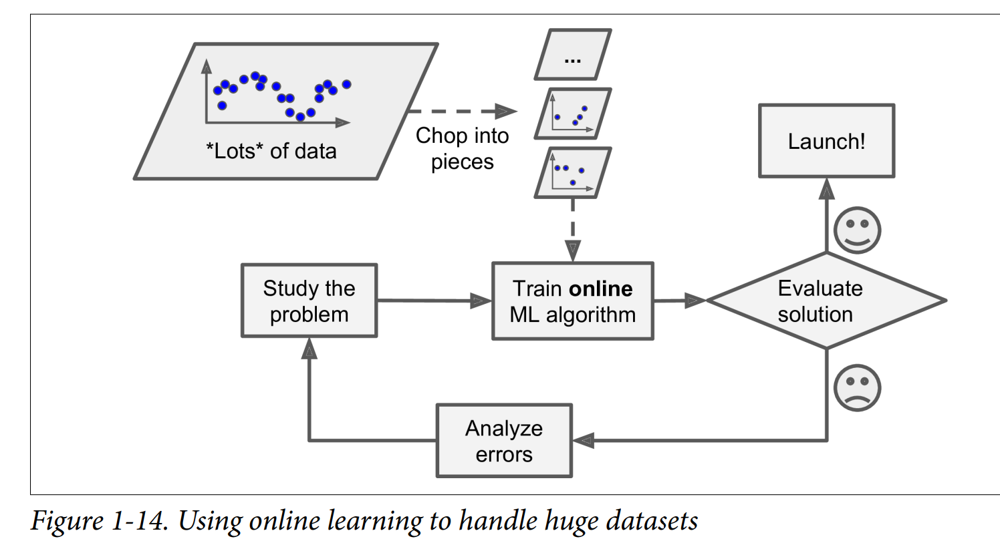 ...
*Lots* of data
Chop into
pieces
Launch!
Study the
problem
Train online
ML algorithm
Evaluate
solution
Analyze
errors
Figure 1-14. Using online learning to handle huge datasets